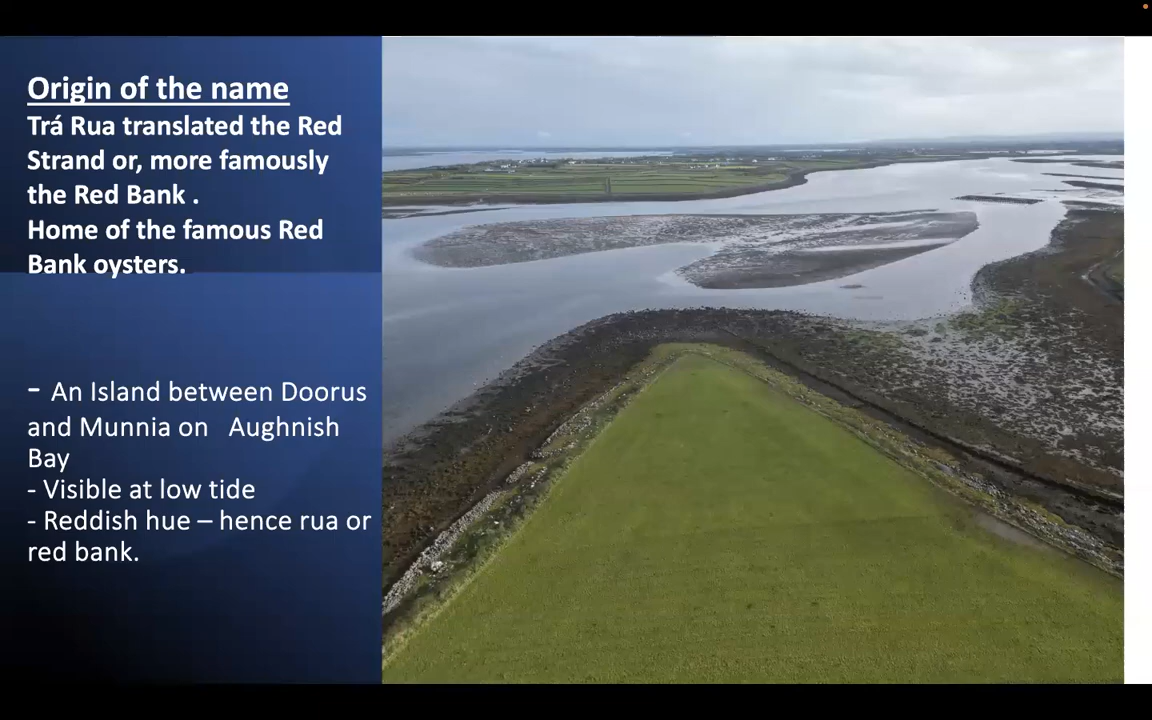 Origin of the name
Trá Rua translated the Red
Strand or, more famously
the Red Bank .
Home of the famous Red
Bank oysters.
- An Island between Doorus
and Munnia on Aughnish
Bay
- Visible at low tide
- Reddish hue – hence rua or
red bank.